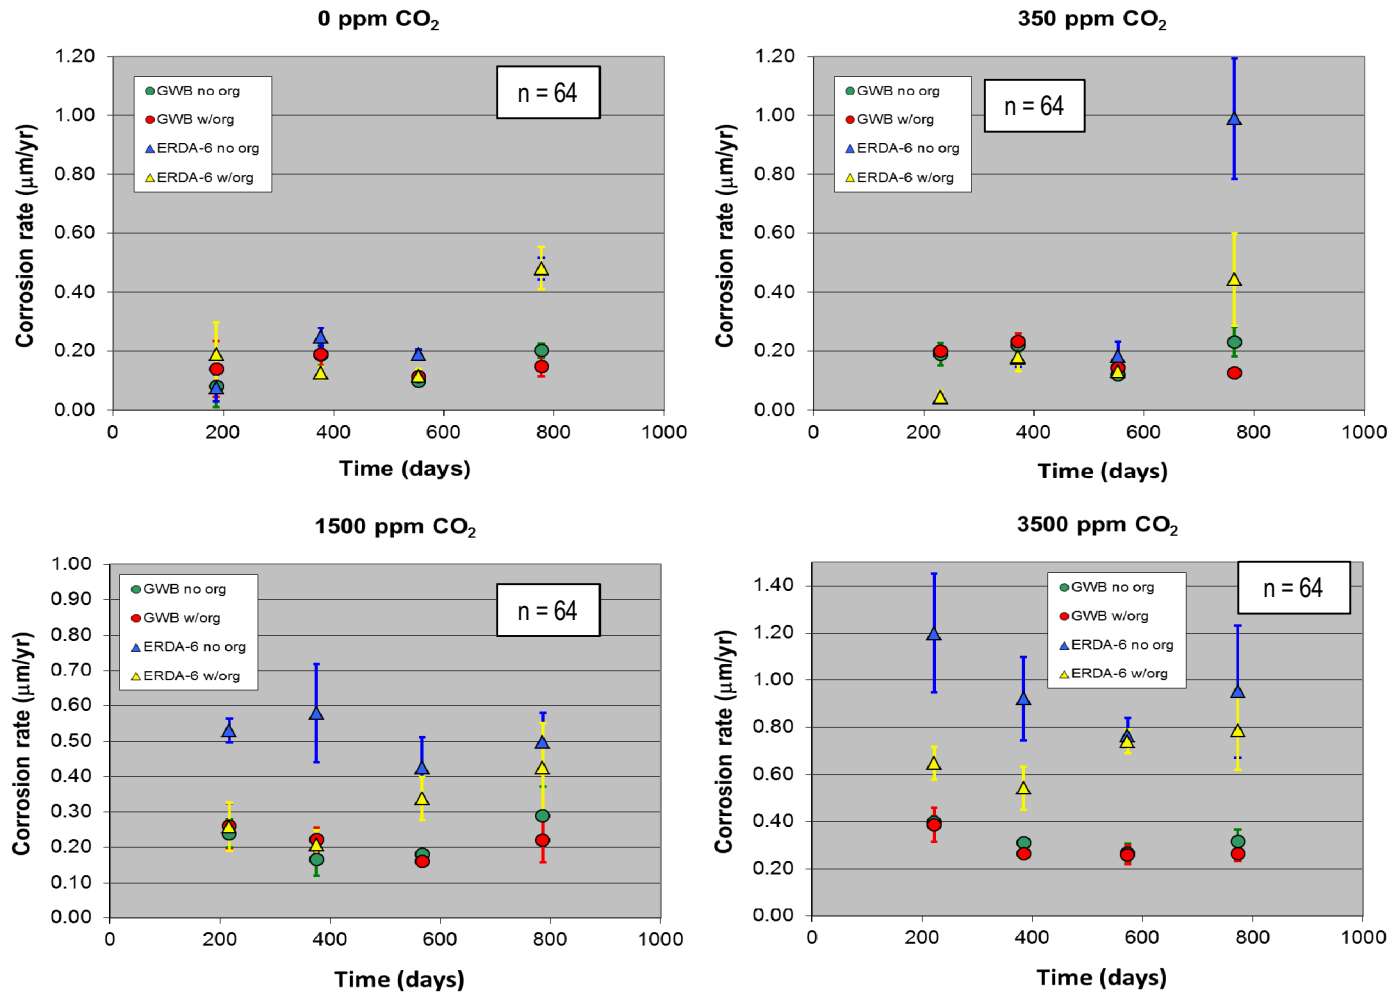 0 ppm CO₂
1.20
1.00
0.80
0.60
0.40
0.20
0.00
Corrosion rate (μm/yr)
GWB no org
GWB w/org
ERDA-6 no org
ERDA-6 w/org
n = 64
0 200 400 600 800 1000
Time (days)
350 ppm CO₂
1.20
1.00
0.80
0.60
0.40
0.20
0.00
Corrosion rate (μm/yr)
GWB no org
GWB w/org
ERDA-6 no org
ERDA-6 w/org
n = 64
0 200 400 600 800 1000
Time (days)
1500 ppm CO₂
1.00
0.90
0.80
0.70
0.60
0.50
0.40
0.30
0.20
0.10
0.00
Corrosion rate (μm/yr)
GWB no org
GWB w/org
ERDA-6 no org
ERDA-6 w/org
n = 64
0 200 400 600 800 1000
Time (days)
3500 ppm CO₂
1.40
1.20
1.00
0.80
0.60
0.40
0.20
0.00
Corrosion rate (μm/yr)
GWB no org
GWB w/org
ERDA-6 no org
ERDA-6 w/org
n = 64
0 200 400 600 800 1000
Time (days)